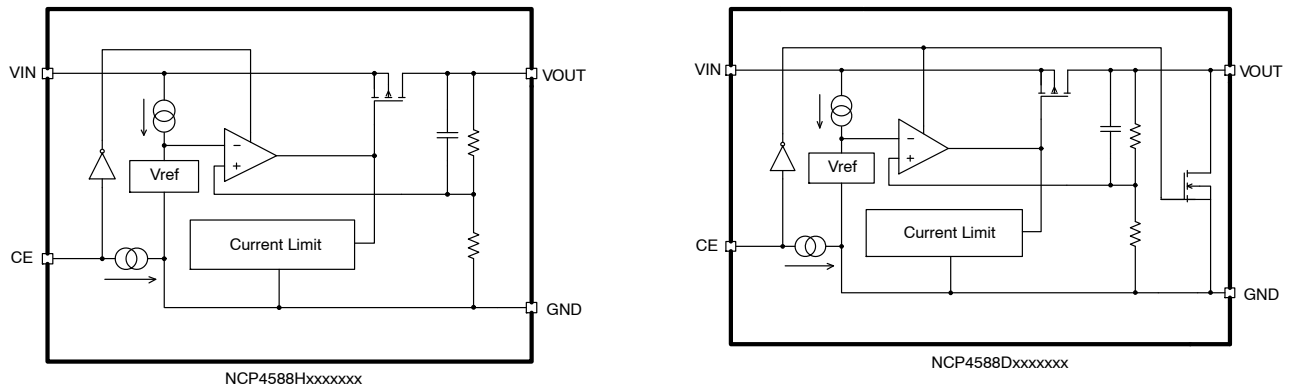 VIN
VOUT
−
+
Vref
Current Limit
CE
GND
NCP4588Hxxxxxxx
VIN
VOUT
−
+
Vref
Current Limit
CE
GND
NCP4588Dxxxxxxx